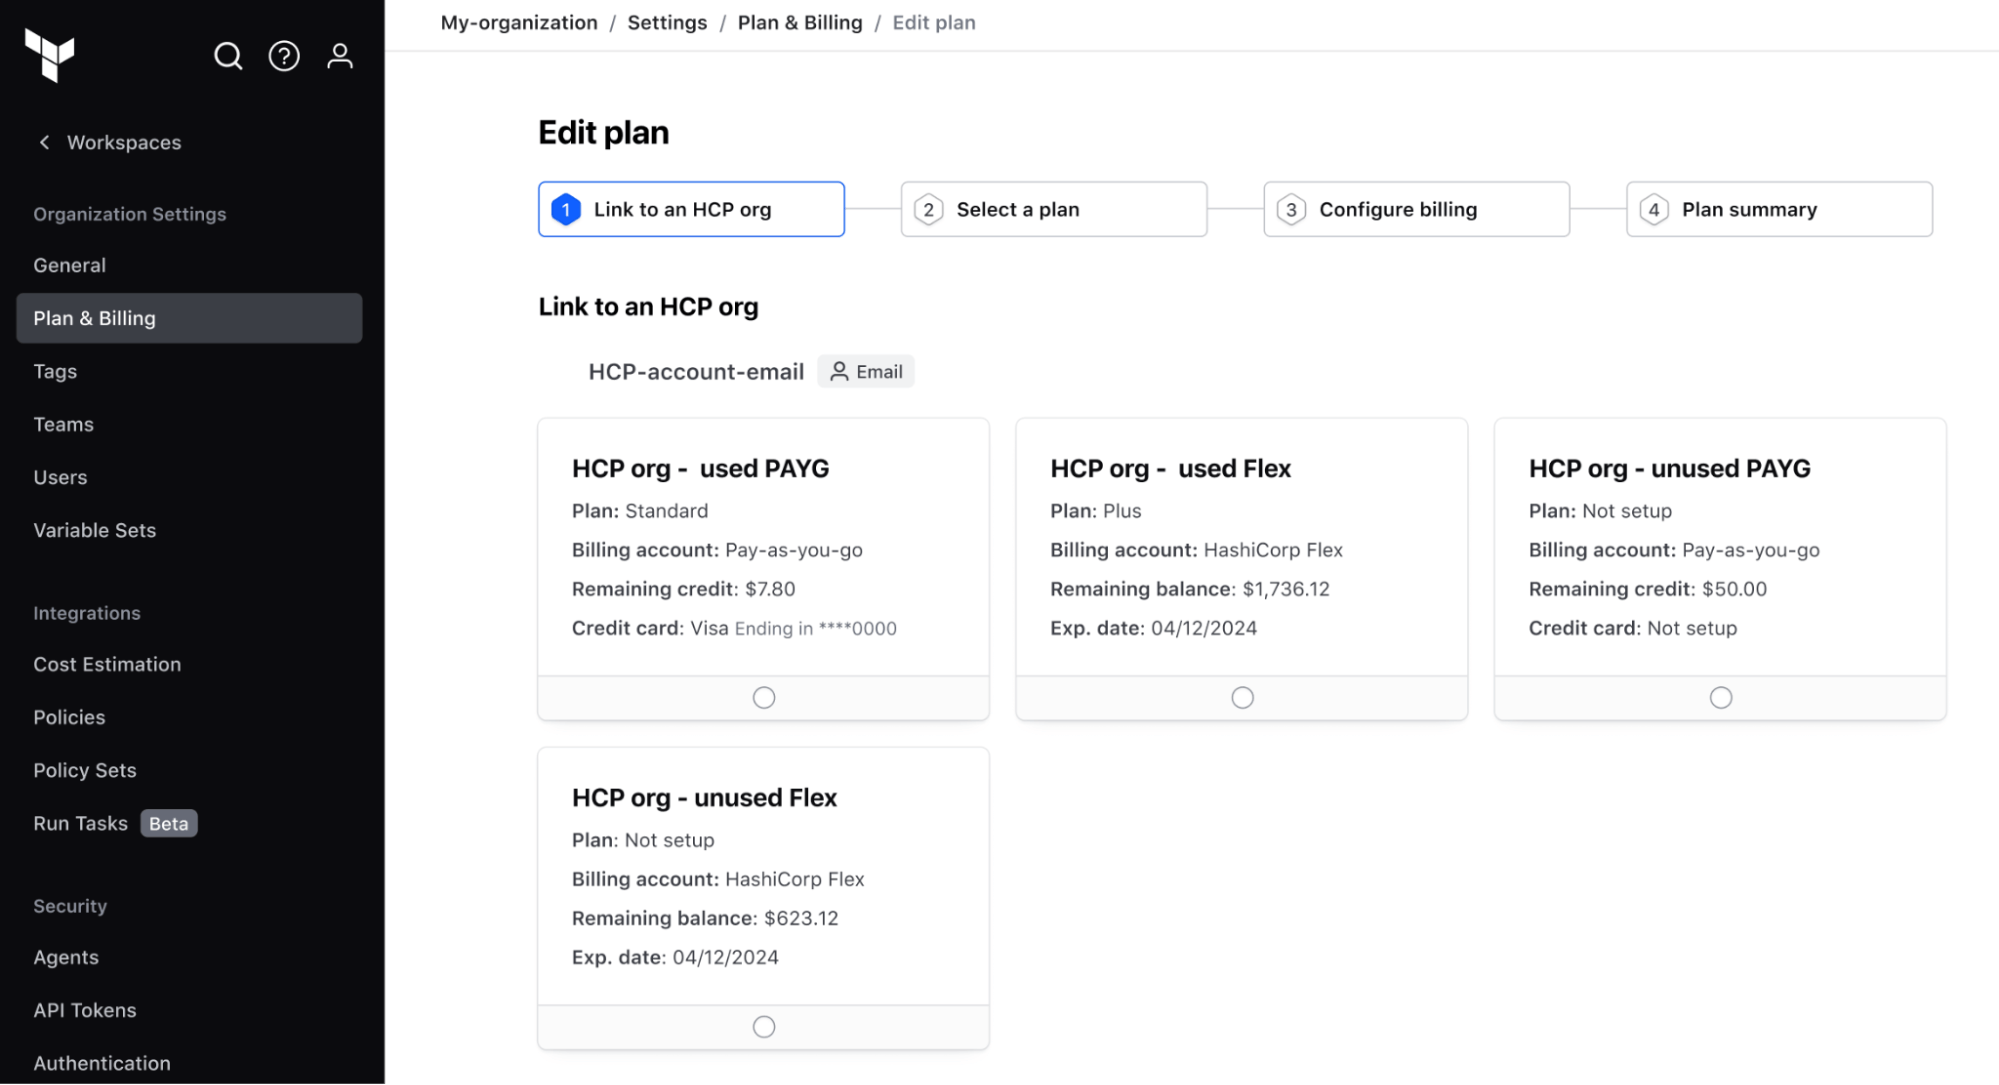 My-organization / Settings / Plan & Billing / Edit plan
Workspaces
Organization Settings
General
Plan & Billing
Tags
Teams
Users
Variable Sets
Integrations
Cost Estimation
Policies
Policy Sets
Run Tasks Beta
Security
Agents
API Tokens
Authentication
Edit plan
1 Link to an HCP org
2 Select a plan
3 Configure billing
4 Plan summary
Link to an HCP org
HCP-account-email Email
HCP org - used PAYG
Plan: Standard
Billing account: Pay-as-you-go
Remaining credit: $7.80
Credit card: Visa Ending in ****0000
HCP org - used Flex
Plan: Plus
Billing account: HashiCorp Flex
Remaining balance: $1,736.12
Exp. date: 04/12/2024
HCP org - unused PAYG
Plan: Not setup
Billing account: Pay-as-you-go
Remaining credit: $50.00
Credit card: Not setup
HCP org - unused Flex
Plan: Not setup
Billing account: HashiCorp Flex
Remaining balance: $623.12
Exp. date: 04/12/2024